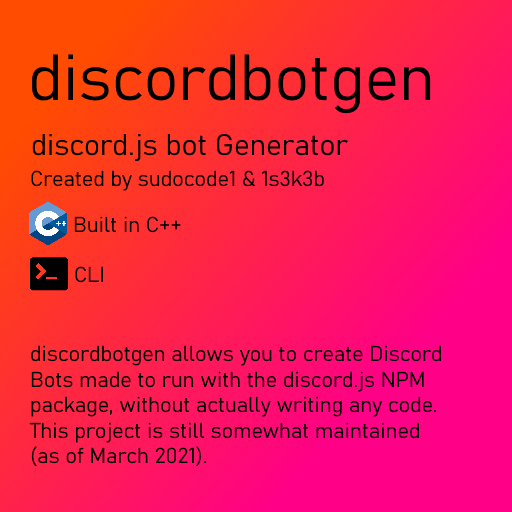 discordbotgen
discord.js bot Generator
Created by sudocode1 & 1s3k3b
C++ Built in C++
>_ CLI
discordbotgen allows you to create Discord
Bots made to run with the discord.js NPM
package, without actually writing any code.
This project is still somewhat maintained
(as of March 2021).